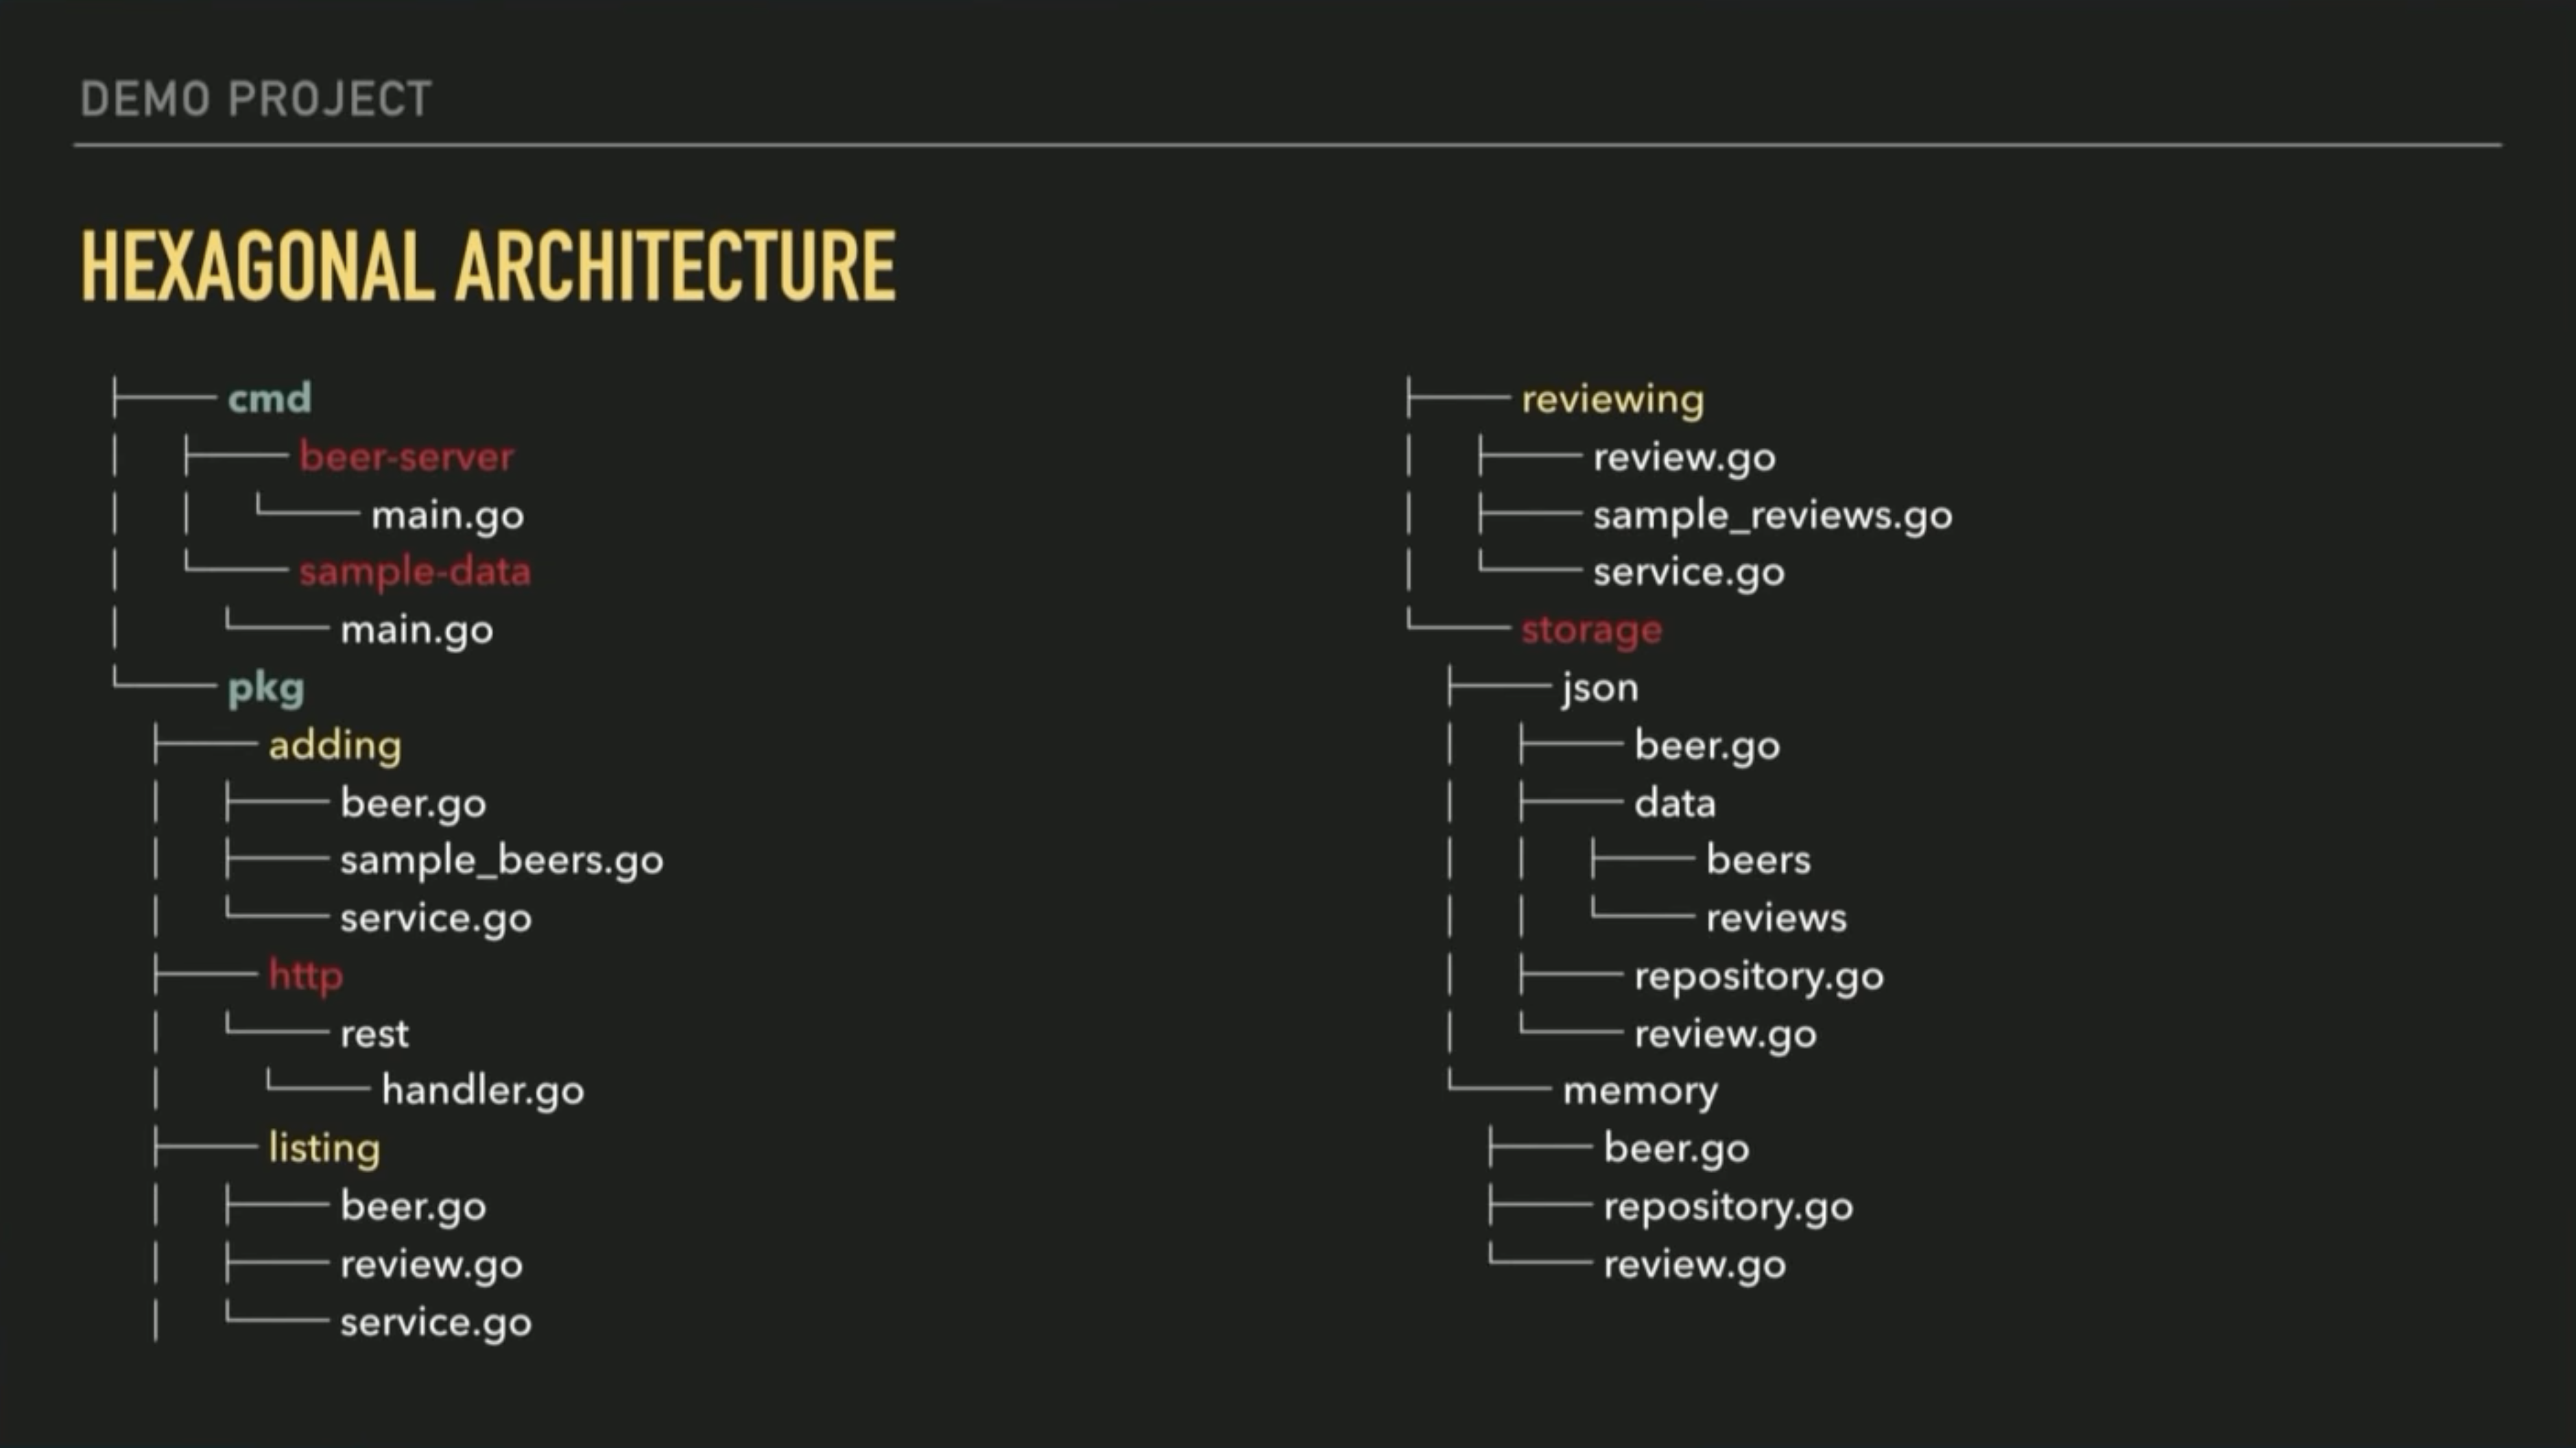 DEMO PROJECT
HEXAGONAL ARCHITECTURE
cmd
beer-server
main.go
sample-data
main.go
pkg
adding
beer.go
sample_beers.go
service.go
http
rest
handler.go
listing
beer.go
review.go
service.go
reviewing
review.go
sample_reviews.go
service.go
storage
json
beer.go
data
beers
reviews
repository.go
review.go
memory
beer.go
repository.go
review.go